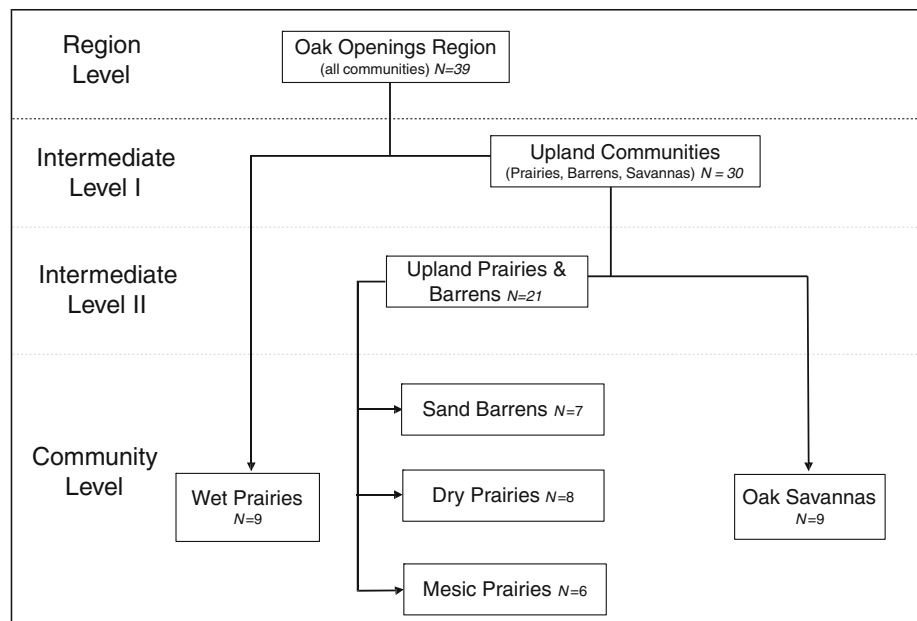 Region
Level
Oak Openings Region
(all communities) N=39
Intermediate
Level I
Upland Communities
(Prairies, Barrens, Savannas) N = 30
Intermediate
Level II
Upland Prairies &
Barrens N=21
Community
Level
Sand Barrens N=7
Wet Prairies
N=9
Dry Prairies N=8
Oak Savannas
N=9
Mesic Prairies N=6